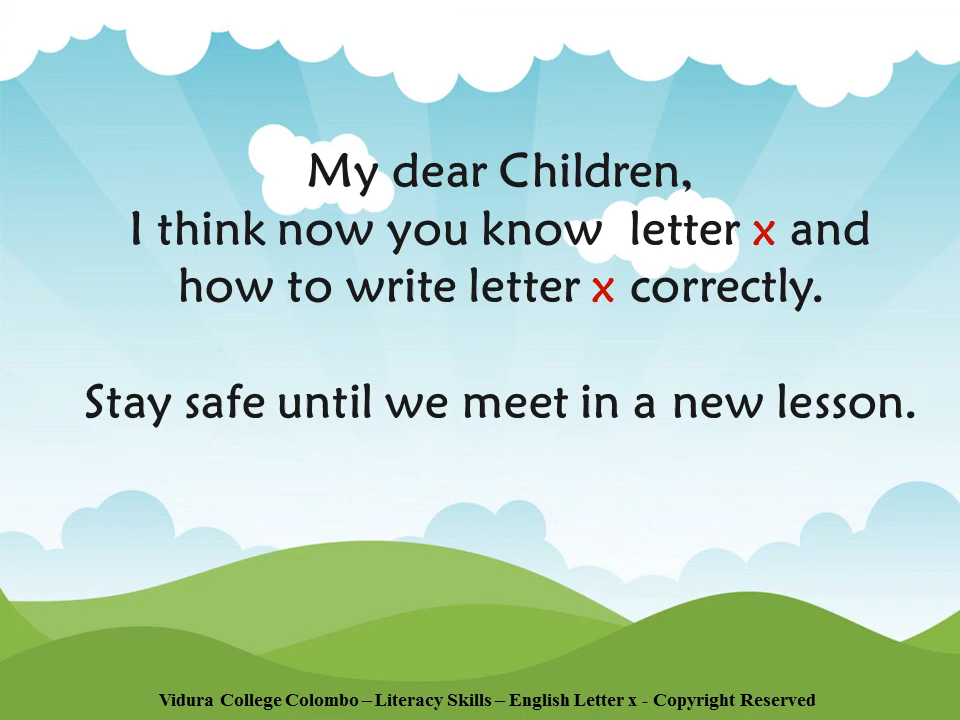 My dear Children,
I think now you know  letter x and
how to write letter x correctly.
Stay safe until we meet in a new lesson.
Vidura College Colombo – Literacy Skills – English Letter x - Copyright Reserved